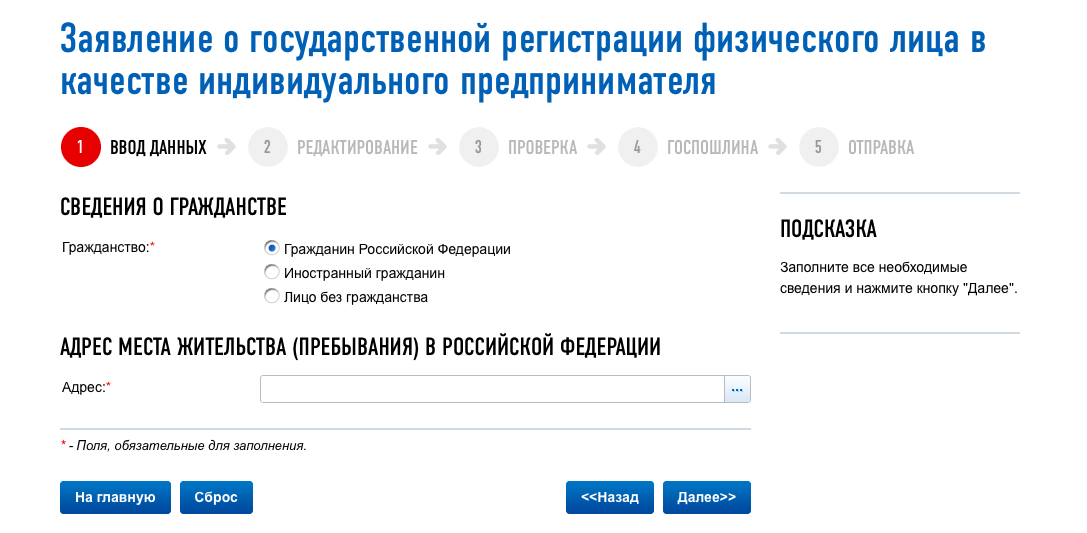 Заявление о государственной регистрации физического лица в
качестве индивидуального предпринимателя
1 ВВОД ДАННЫХ 2 РЕДАКТИРОВАНИЕ 3 ПРОВЕРКА 4 ГОСПОШЛИНА 5 ОТПРАВКА
СВЕДЕНИЯ О ГРАЖДАНСТВЕ
Гражданство:*
Гражданин Российской Федерации
Иностранный гражданин
Лицо без гражданства
АДРЕС МЕСТА ЖИТЕЛЬСТВА (ПРЕБЫВАНИЯ) В РОССИЙСКОЙ ФЕДЕРАЦИИ
Адрес:*
...
* - Поля, обязательные для заполнения.
На главную Сброс <<Назад Далее>>
ПОДСКАЗКА
Заполните все необходимые
сведения и нажмите кнопку "Далее".